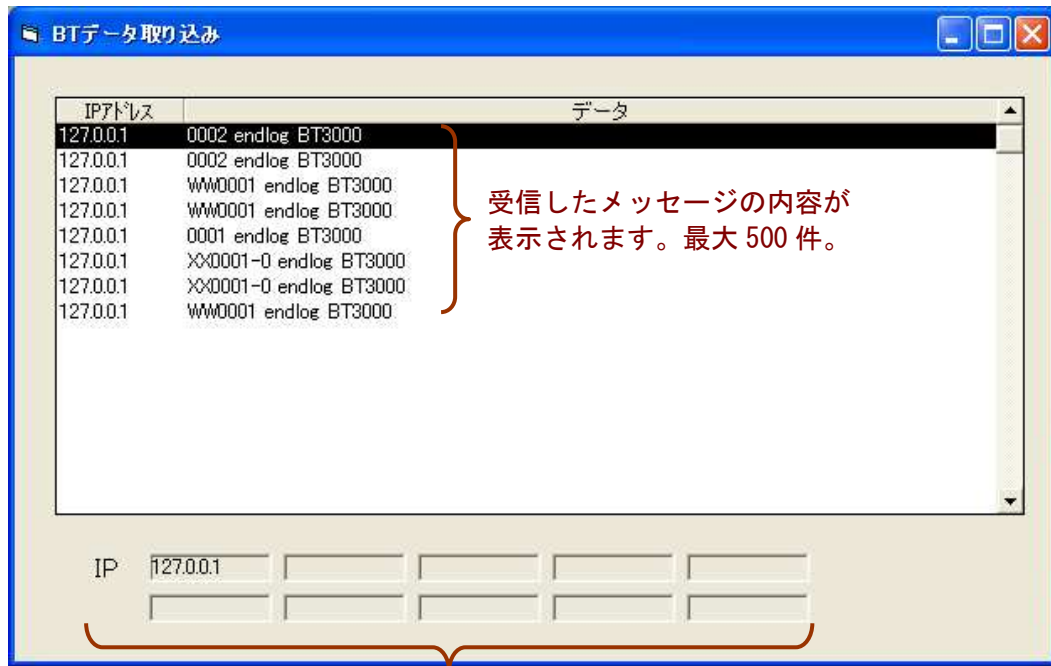 BTデータ取り込み
IPアドレス データ
127.0.0.1 0002 endlog BT3000
127.0.0.1 0002 endlog BT3000
127.0.0.1 WW0001 endlog BT3000
127.0.0.1 WW0001 endlog BT3000
127.0.0.1 0001 endlog BT3000
127.0.0.1 XX0001-0 endlog BT3000
127.0.0.1 XX0001-0 endlog BT3000
127.0.0.1 WW0001 endlog BT3000
受信したメッセージの内容が
表示されます。最大 500 件。
IP 127.0.0.1